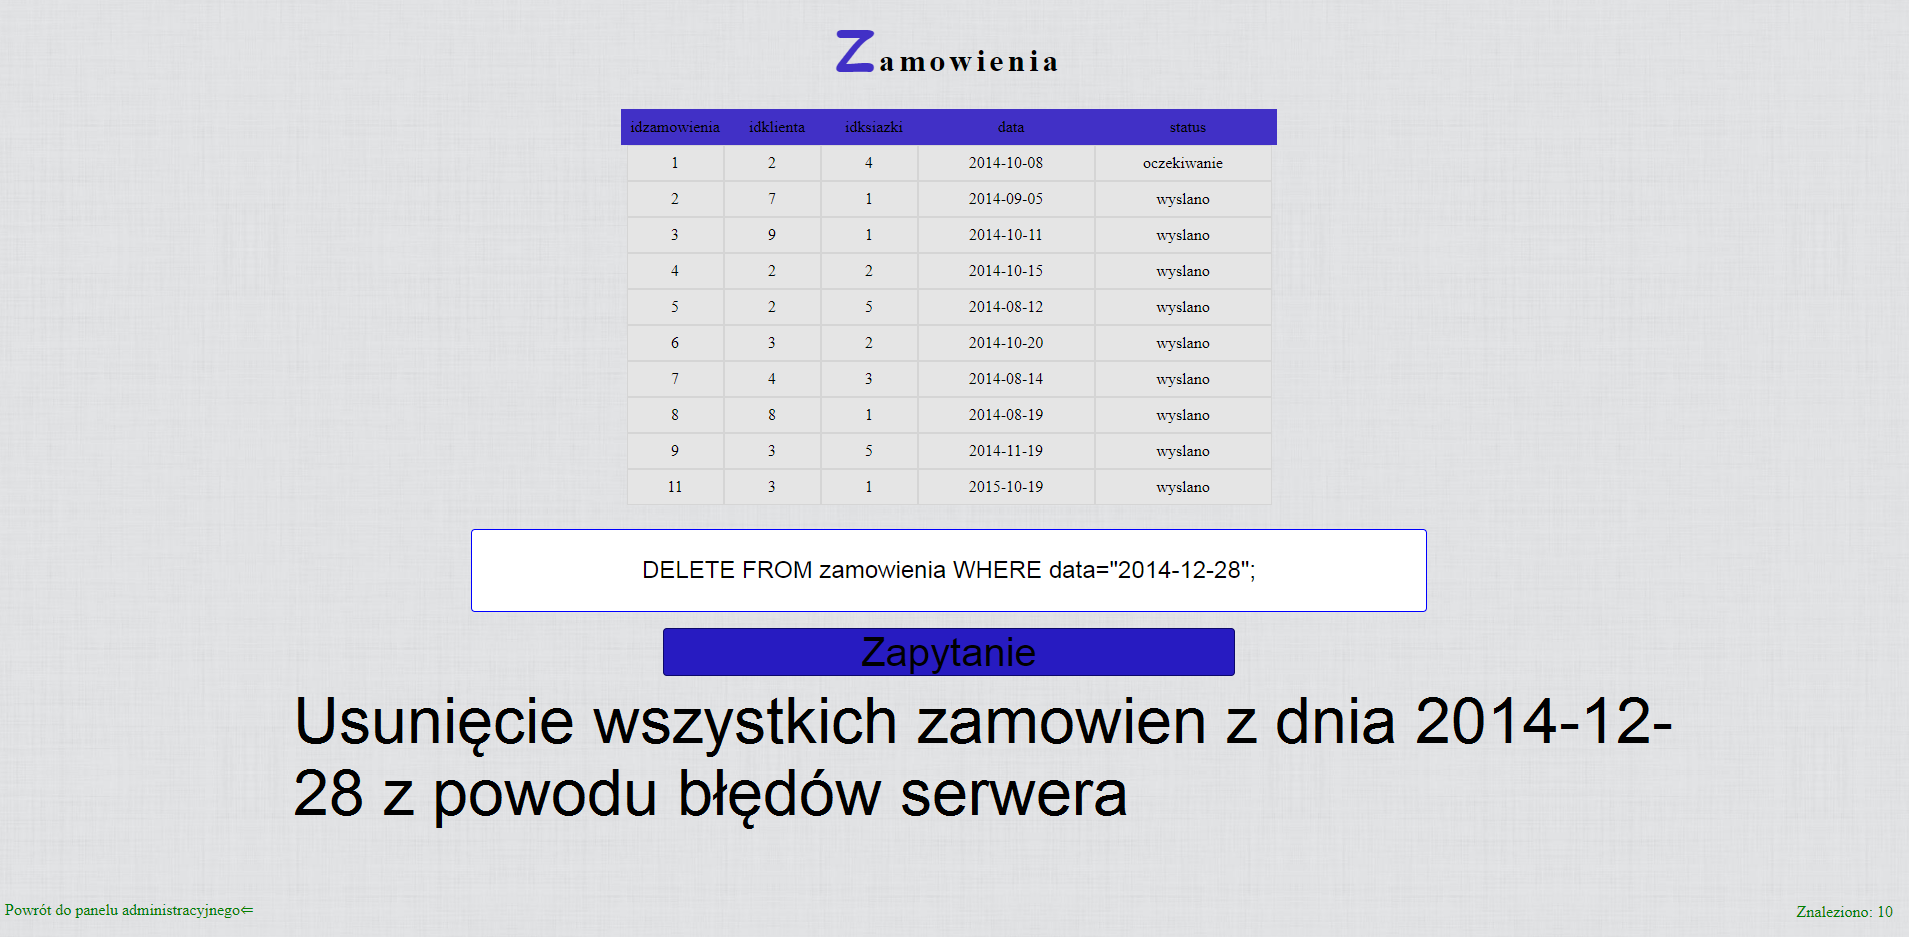 Zamowienia
idzamowienia idklienta idksiazki data status
1 2 4 2014-10-08 oczekiwanie
2 7 1 2014-09-05 wyslano
3 9 1 2014-10-11 wyslano
4 2 2 2014-10-15 wyslano
5 2 5 2014-08-12 wyslano
6 3 2 2014-10-20 wyslano
7 4 3 2014-08-14 wyslano
8 8 1 2014-08-19 wyslano
9 3 5 2014-11-19 wyslano
11 3 1 2015-10-19 wyslano
DELETE FROM zamowienia WHERE data="2014-12-28";
Zapytanie
Usunięcie wszystkich zamowien z dnia 2014-12-
28 z powodu błędów serwera
Powrót do panelu administracyjnego⇐
Znaleziono: 10